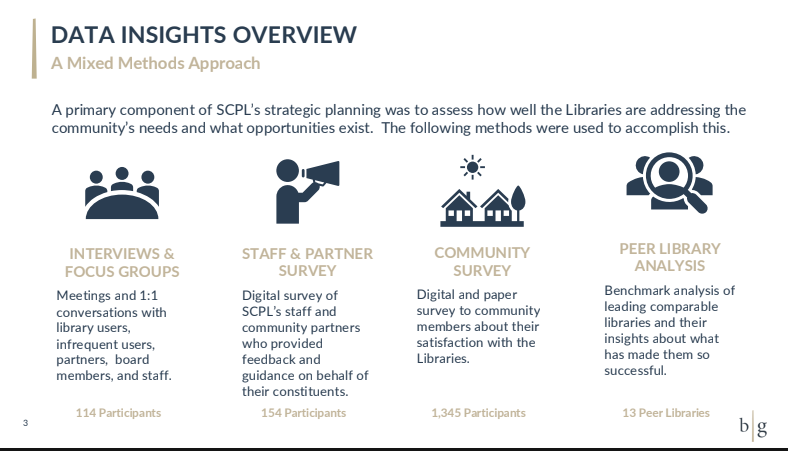 DATA INSIGHTS OVERVIEW
A Mixed Methods Approach
A primary component of SCPL's strategic planning was to assess how well the Libraries are addressing the
community's needs and what opportunities exist.  The following methods were used to accomplish this.
INTERVIEWS &
FOCUS GROUPS
Meetings and 1:1
conversations with
library users,
infrequent users,
partners,  board
members, and staff.
114 Participants
STAFF & PARTNER
SURVEY
Digital survey of
SCPL's staff and
community partners
who provided
feedback and
guidance on behalf of
their constituents.
154 Participants
COMMUNITY
SURVEY
Digital and paper
survey to community
members about their
satisfaction with the
Libraries.
1,345 Participants
PEER LIBRARY
ANALYSIS
Benchmark analysis of
leading comparable
libraries and their
insights about what
has made them so
successful.
13 Peer Libraries
3
b|g